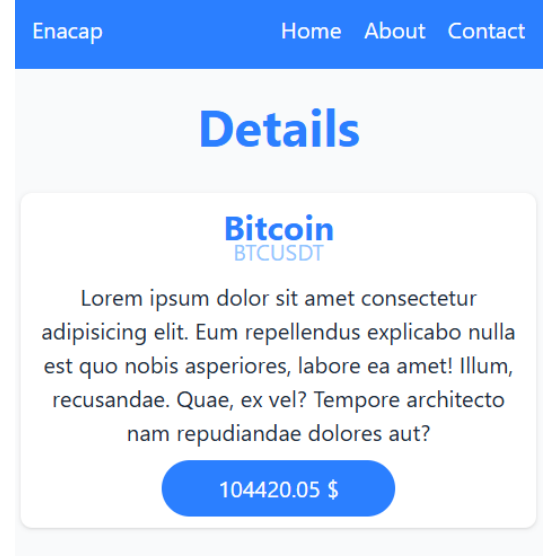 Enacap Home About Contact
Details
Bitcoin
BTCUSDT
Lorem ipsum dolor sit amet consectetur
adipisicing elit. Eum repellendus explicabo nulla
est quo nobis asperiores, labore ea amet! Illum,
recusandae. Quae, ex vel? Tempore architecto
nam repudiandae dolores aut?
104420.05 $